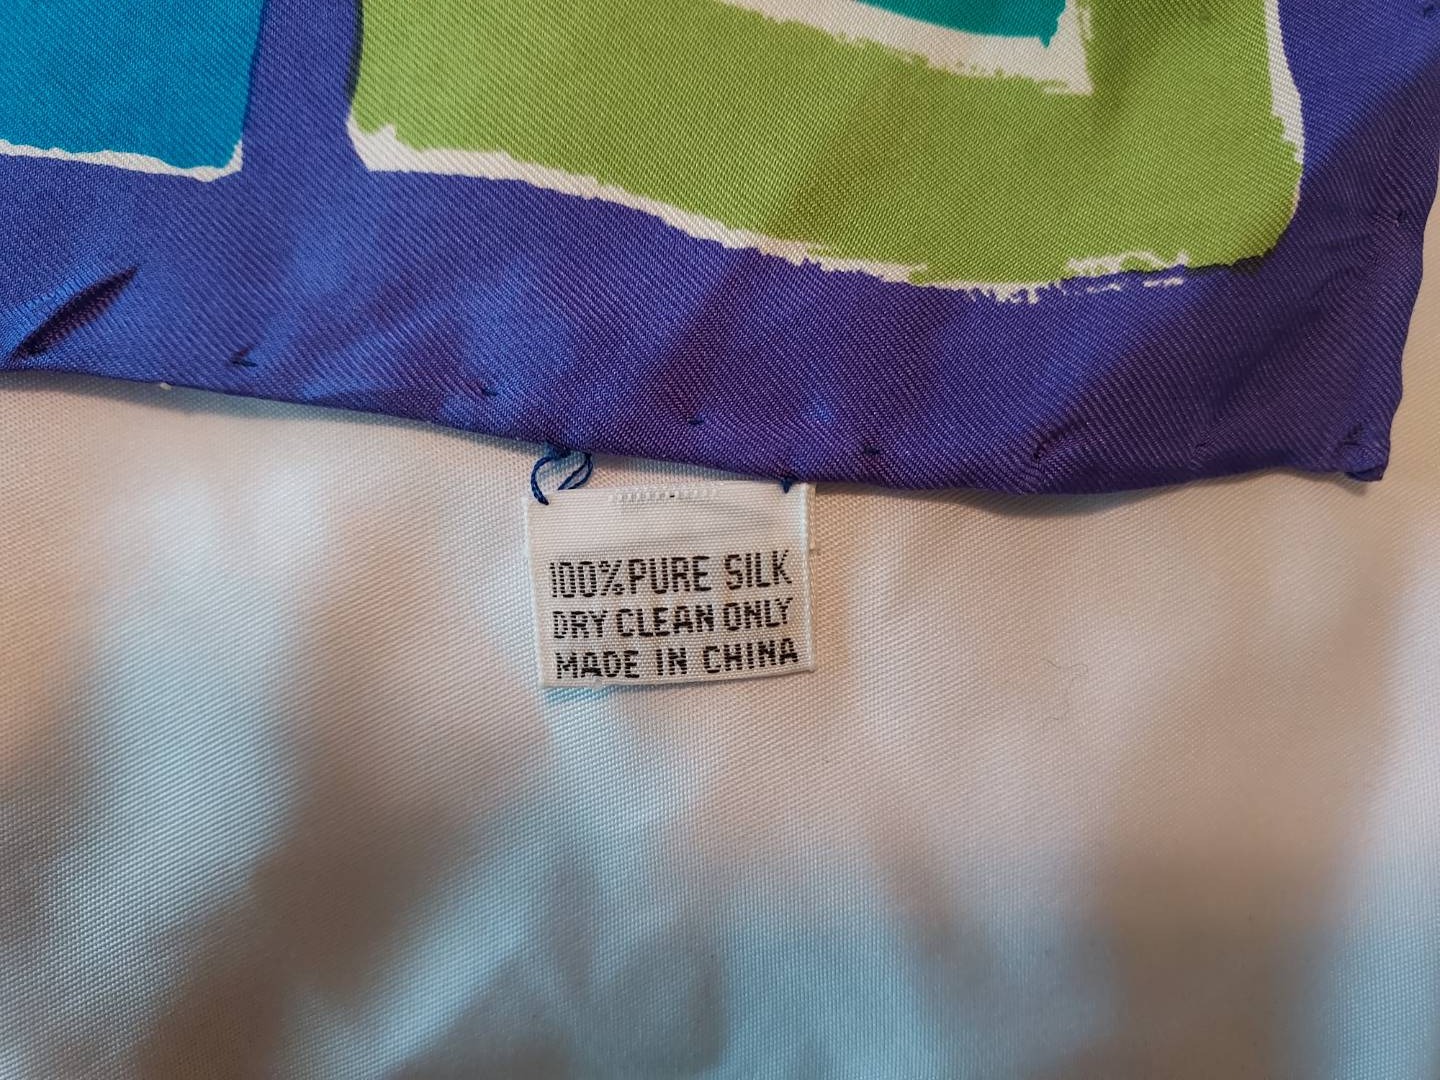 100% PURE SILK
DRY CLEAN ONLY
MADE IN CHINA